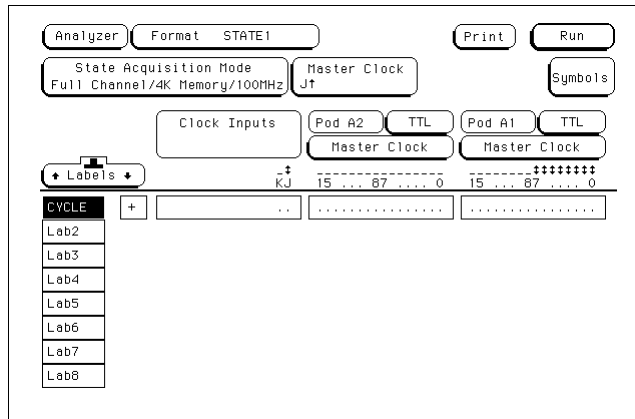 Analyzer Format STATE1 Print Run
State Acquisition Mode
Full Channel/4K Memory/100MHz
Master Clock
J↑
Symbols
Clock Inputs
Pod A2 TTL
Master Clock
Pod A1 TTL
Master Clock
↑ Labels ↓
_↕ ---------------- --------↕↕↕↕↕↕↕↕
KJ 15 ... 87 .... 0 15 ... 87 .... 0
CYCLE + .. ................ ................
Lab2
Lab3
Lab4
Lab5
Lab6
Lab7
Lab8